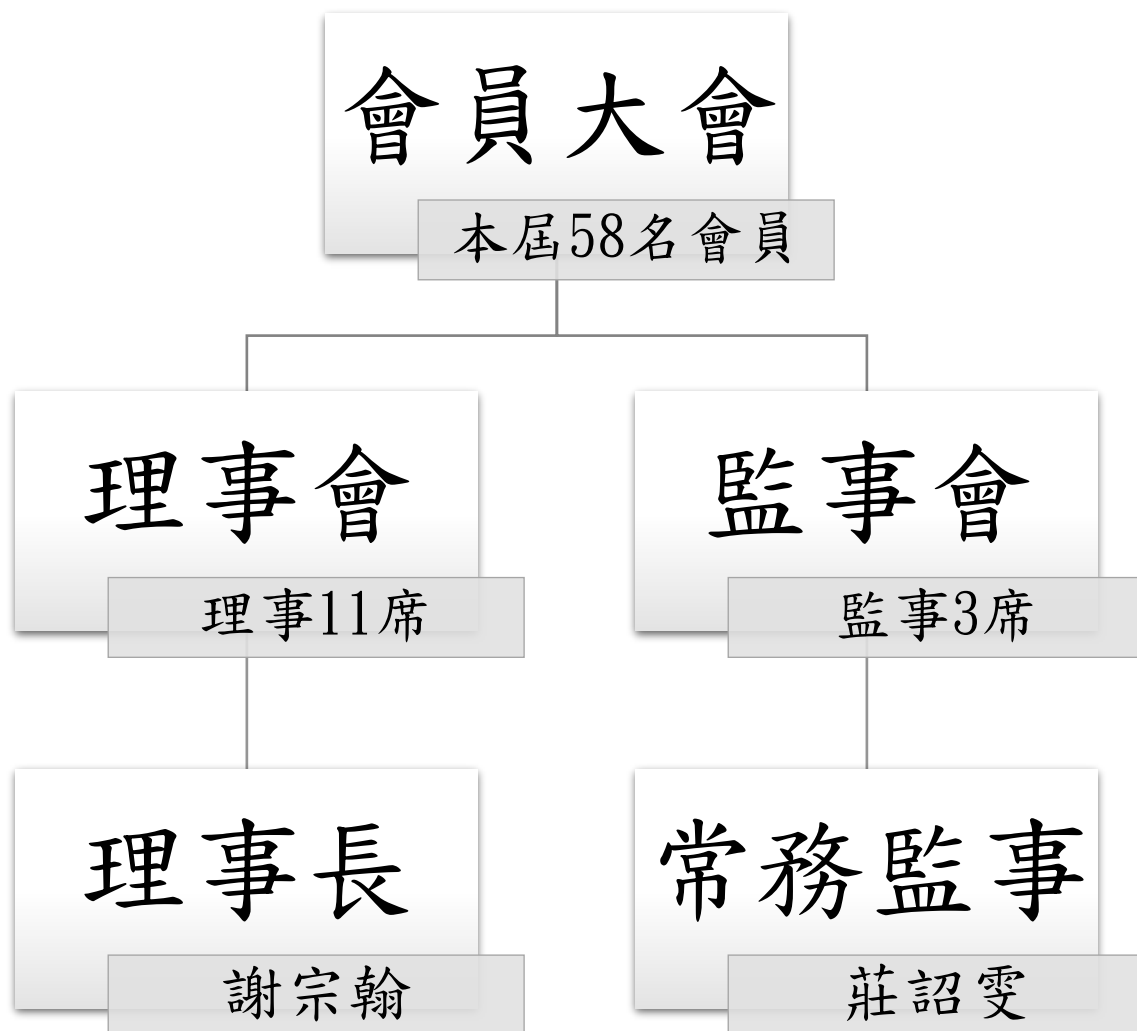 會員大會
本屆58名會員
理事會
理事11席
監事會
監事3席
理事長
謝宗翰
常務監事
莊詔雯